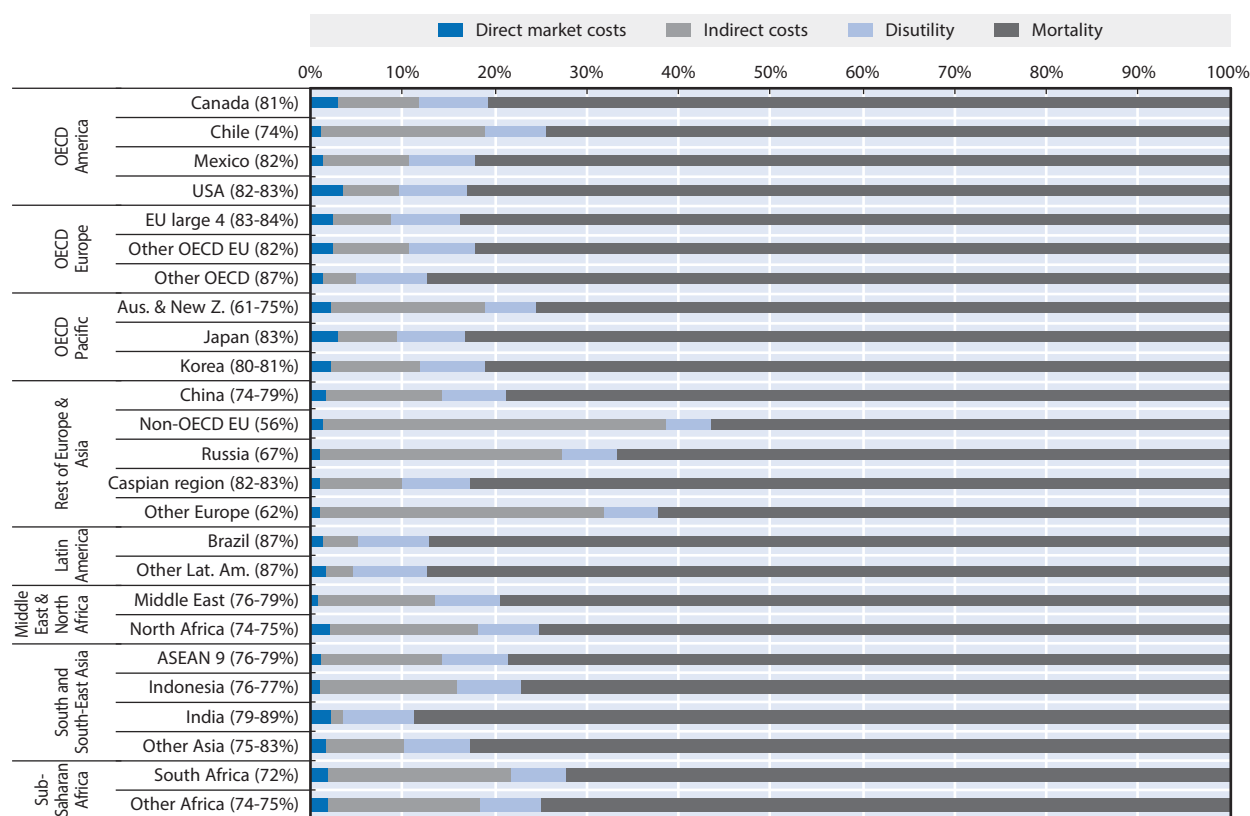 Direct market costs Indirect costs Disutility Mortality
0% 10% 20% 30% 40% 50% 60% 70% 80% 90% 100%
OECD
America
Canada (81%)
Chile (74%)
Mexico (82%)
USA (82-83%)
OECD
Europe
EU large 4 (83-84%)
Other OECD EU (82%)
Other OECD (87%)
OECD
Pacific
Aus. & New Z. (61-75%)
Japan (83%)
Korea (80-81%)
Rest of Europe &
Asia
China (74-79%)
Non-OECD EU (56%)
Russia (67%)
Caspian region (82-83%)
Other Europe (62%)
Latin
America
Brazil (87%)
Other Lat. Am. (87%)
Middle
East &
North
Africa
Middle East (76-79%)
North Africa (74-75%)
South and
South-East Asia
ASEAN 9 (76-79%)
Indonesia (76-77%)
India (79-89%)
Other Asia (75-83%)
Sub-
Saharan
Africa
South Africa (72%)
Other Africa (74-75%)